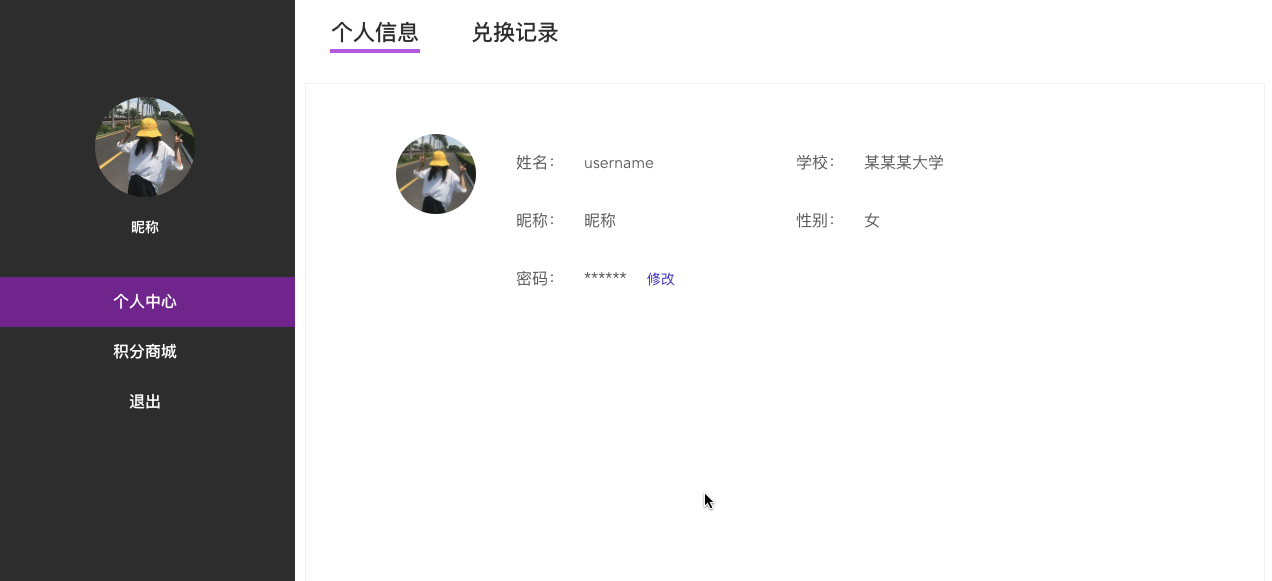 个人信息 兑换记录
昵称
个人中心
积分商城
退出
姓名： username 学校： 某某某大学
昵称： 昵称 性别： 女
密码： ****** 修改